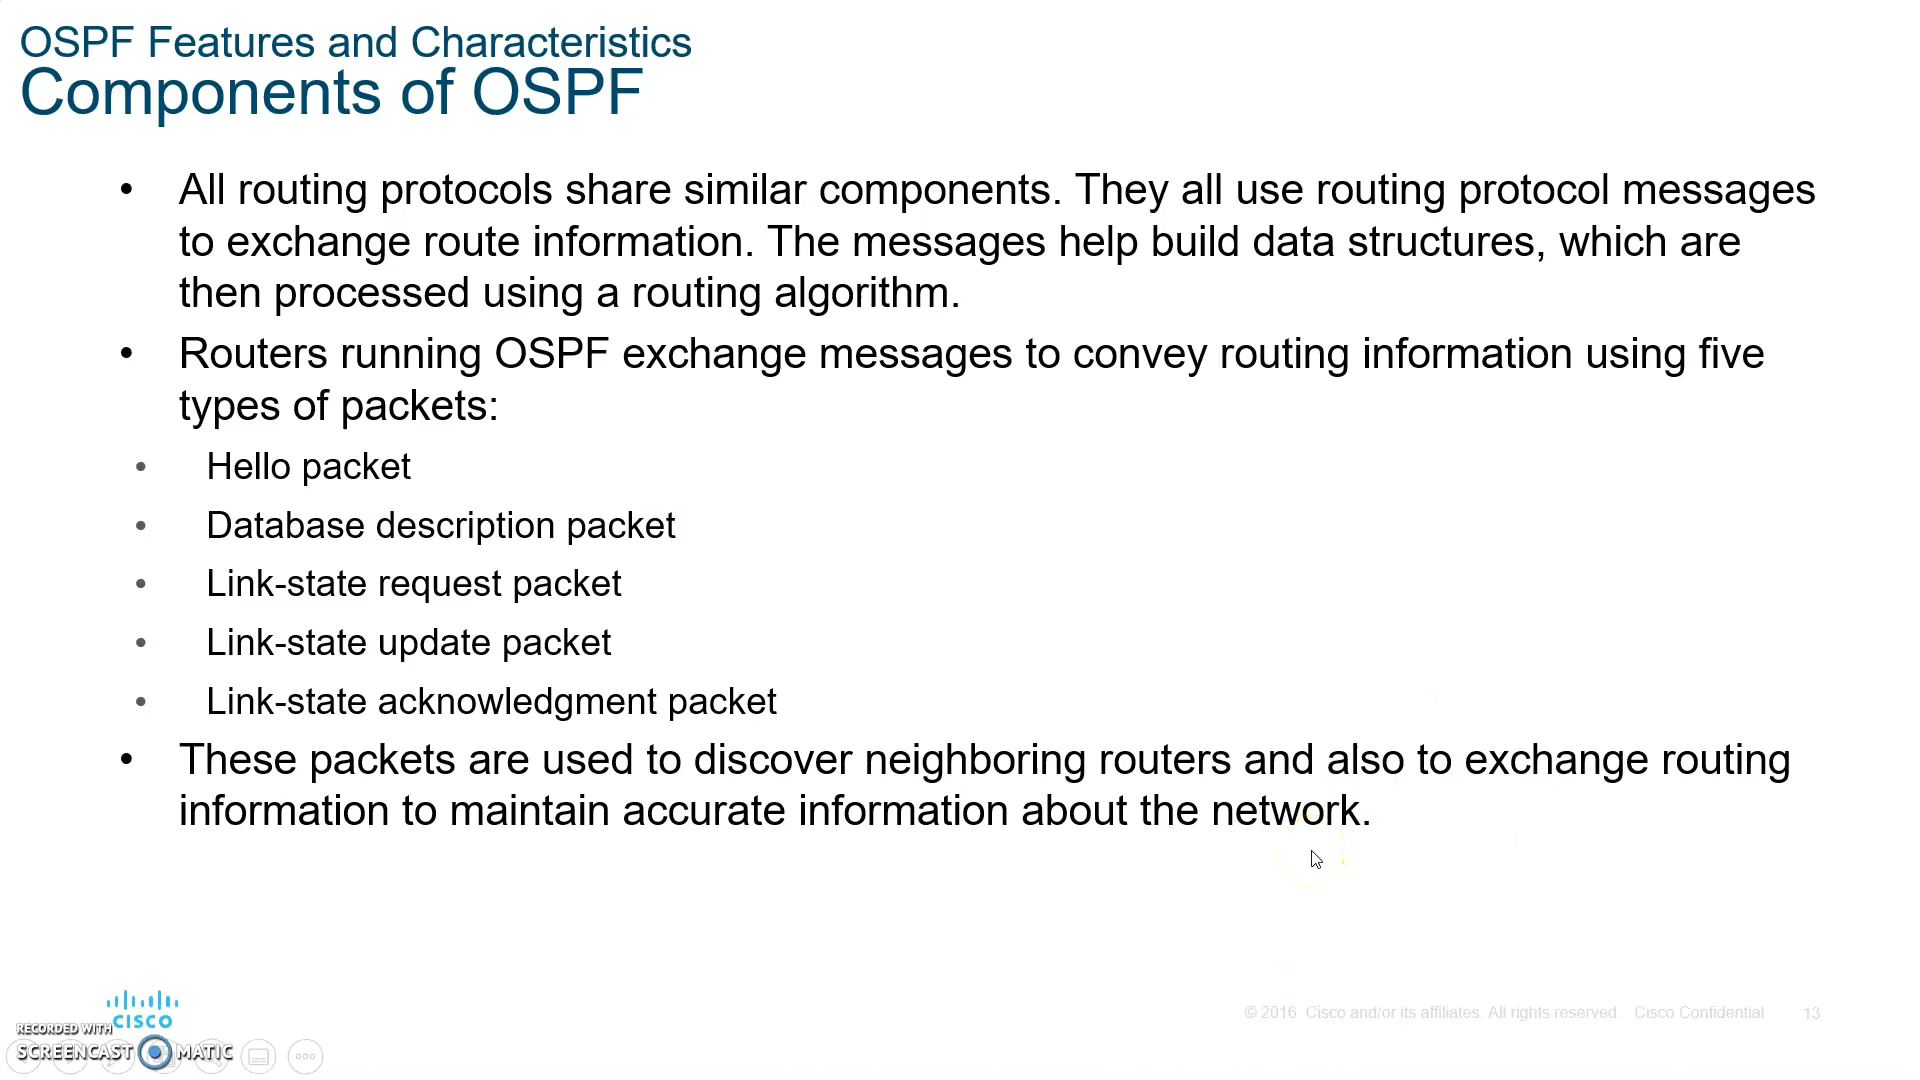 OSPF Features and Characteristics
Components of OSPF
• All routing protocols share similar components. They all use routing protocol messages
to exchange route information. The messages help build data structures, which are
then processed using a routing algorithm.
• Routers running OSPF exchange messages to convey routing information using five
types of packets:
• Hello packet
• Database description packet
• Link-state request packet
• Link-state update packet
• Link-state acknowledgment packet
• These packets are used to discover neighboring routers and also to exchange routing
information to maintain accurate information about the network.
CISCO
RECORDED WITH
SCREENCAST MATIC
© 2016 Cisco and/or its affiliates. All rights reserved. Cisco Confidential 13